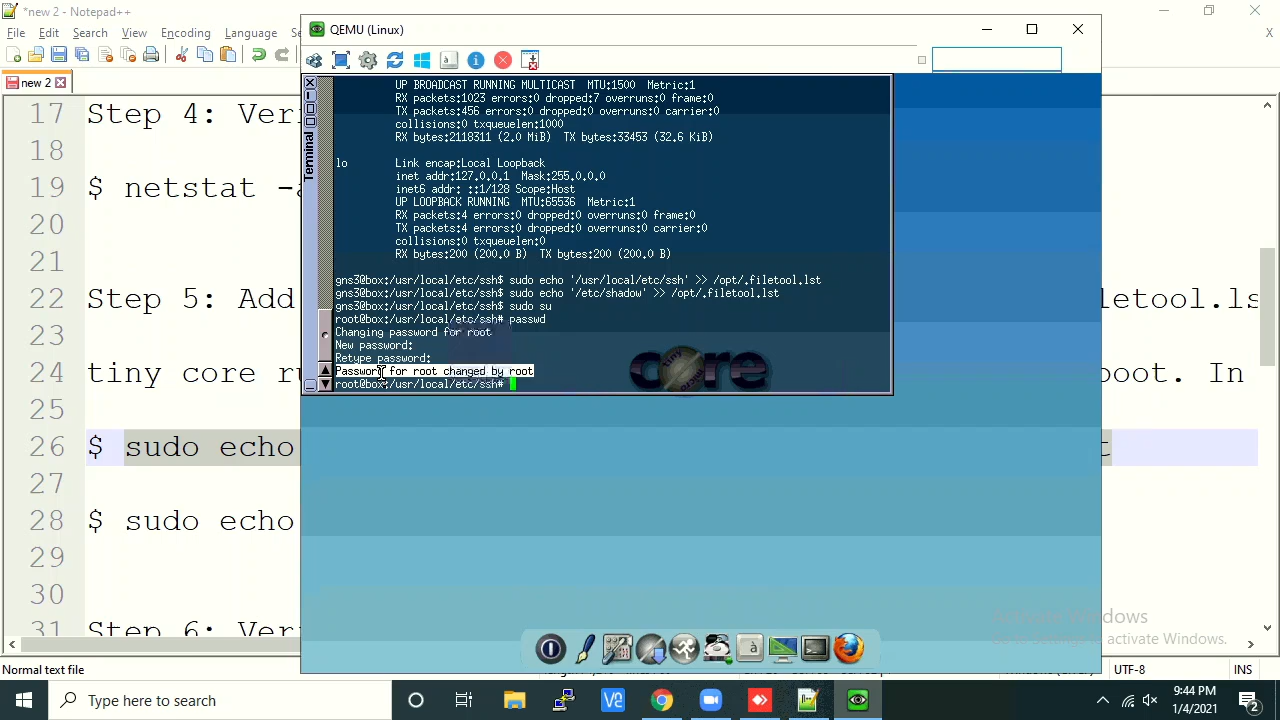 *new 2 - Notepad++
File Edit Search View Encoding Language
new 2
17 Step 4: Ver
18
19 $ netstat -
20
21
22 Step 5: Add
letool.ls
23
24 tiny core r
boot. In
25
26 $ sudo echo
t
27
28 $ sudo echo
29
30
31 Step 6: Ver
Normal text file
UTF-8
INS
QEMU (Linux)
Terminal
UP BROADCAST RUNNING MULTICAST MTU:1500 Metric:1
RX packets:1023 errors:0 dropped:7 overruns:0 frame:0
TX packets:456 errors:0 dropped:0 overruns:0 carrier:0
collisions:0 txqueuelen:1000
RX bytes:2118311 (2.0 MiB) TX bytes:33453 (32.6 KiB)
lo Link encap:Local Loopback
inet addr:127.0.0.1 Mask:255.0.0.0
inet6 addr: ::1/128 Scope:Host
UP LOOPBACK RUNNING MTU:65536 Metric:1
RX packets:4 errors:0 dropped:0 overruns:0 frame:0
TX packets:4 errors:0 dropped:0 overruns:0 carrier:0
collisions:0 txqueuelen:0
RX bytes:200 (200.0 B) TX bytes:200 (200.0 B)
gns3@box:/usr/local/etc/ssh$ sudo echo '/usr/local/etc/ssh' >> /opt/.filetool.lst
gns3@box:/usr/local/etc/ssh$ sudo echo '/etc/shadow' >> /opt/.filetool.lst
gns3@box:/usr/local/etc/ssh$ sudo su
root@box:/usr/local/etc/ssh# passwd
Changing password for root
New password:
Retype password:
Password for root changed by root
root@box:/usr/local/etc/ssh#
core
Activate Windows
activate Windows.
Type here to search
9:44 PM
1/4/2021
2